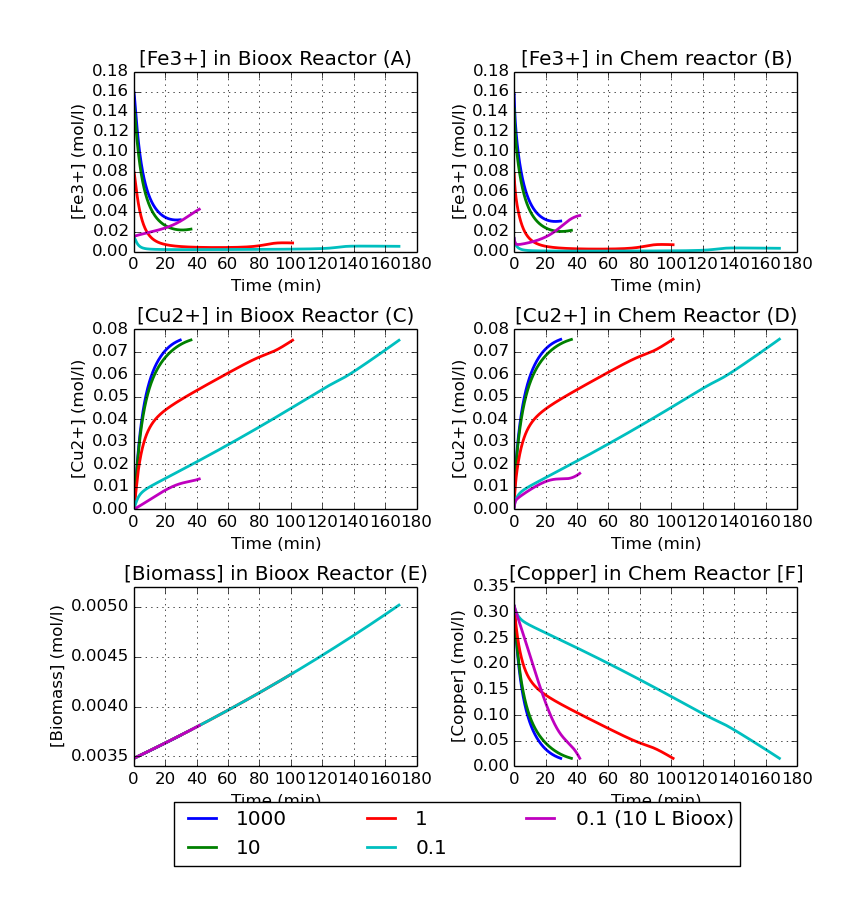 [Fe3+] in Bioox Reactor (A)
[Fe3+] (mol/l)
0.18
0.16
0.14
0.12
0.10
0.08
0.06
0.04
0.02
0.00
0 20 40 60 80 100 120 140 160 180
Time (min)
[Fe3+] in Chem reactor (B)
[Fe3+] (mol/l)
0.18
0.16
0.14
0.12
0.10
0.08
0.06
0.04
0.02
0.00
0 20 40 60 80 100 120 140 160 180
Time (min)
[Cu2+] in Bioox Reactor (C)
[Cu2+] (mol/l)
0.08
0.07
0.06
0.05
0.04
0.03
0.02
0.01
0.00
0 20 40 60 80 100 120 140 160 180
Time (min)
[Cu2+] in Chem Reactor (D)
[Cu2+] (mol/l)
0.08
0.07
0.06
0.05
0.04
0.03
0.02
0.01
0.00
0 20 40 60 80 100 120 140 160 180
Time (min)
[Biomass] in Bioox Reactor (E)
[Biomass] (mol/l)
0.0050
0.0045
0.0040
0.0035
0 20 40 60 80 100 120 140 160 180
Time (min)
[Copper] in Chem Reactor [F]
[Copper] (mol/l)
0.35
0.30
0.25
0.20
0.15
0.10
0.05
0.00
0 20 40 60 80 100 120 140 160 180
Time (min)
1000 1 0.1 (10 L Bioox)
10 0.1